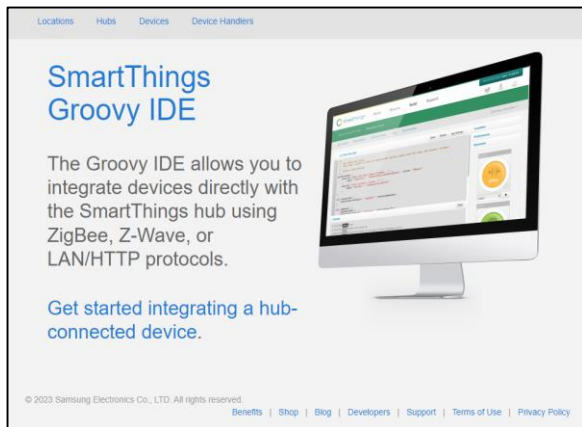 Locations Hubs Devices Device Handlers
SmartThings
Groovy IDE
The Groovy IDE allows you to
integrate devices directly with
the SmartThings hub using
ZigBee, Z-Wave, or
LAN/HTTP protocols.
Get started integrating a hub-
connected device.
© 2023 Samsung Electronics Co., LTD. All rights reserved.
Benefits | Shop | Blog | Developers | Support | Terms of Use | Privacy Policy